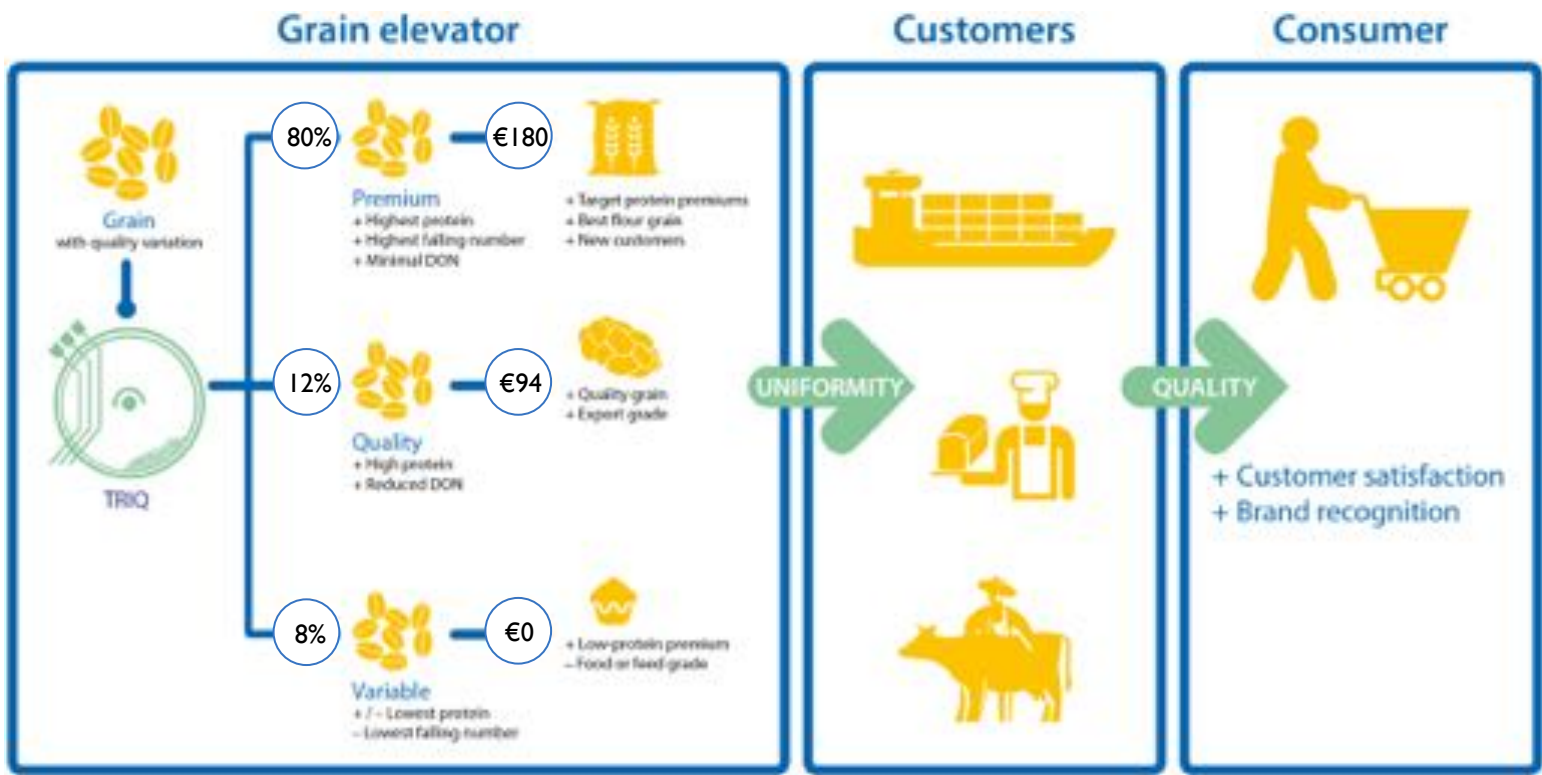 Grain elevator
Customers
Consumer
Grain
with quality variation
TRIQ
80%
Premium
+ Highest protein
+ Highest falling number
+ Minimal DON
€180
+ Target protein premiums
+ Best flour grain
+ New customers
12%
Quality
+ High protein
+ Reduced DON
€94
+ Quality grain
+ Export grade
8%
Variable
+ / - Lowest protein
- Lowest falling number
€0
+ Low-protein premium
- Food or feed grade
UNIFORMITY
QUALITY
+ Customer satisfaction
+ Brand recognition